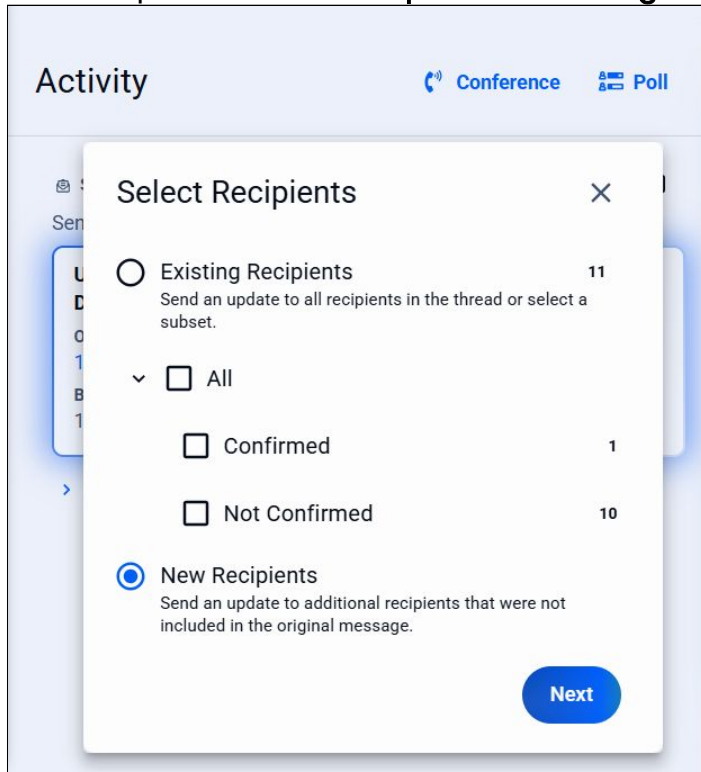 Activity
Conference
Poll
Select Recipients
Sen
Existing Recipients 11
Send an update to all recipients in the thread or select a
subset.
All
Confirmed 1
Not Confirmed 10
New Recipients
Send an update to additional recipients that were not
included in the original message.
Next